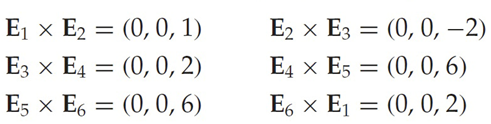 E₁ × E₂ = (0, 0, 1) E₂ × E₃ = (0, 0, −2)
E₃ × E₄ = (0, 0, 2) E₄ × E₅ = (0, 0, 6)
E₅ × E₆ = (0, 0, 6) E₆ × E₁ = (0, 0, 2)